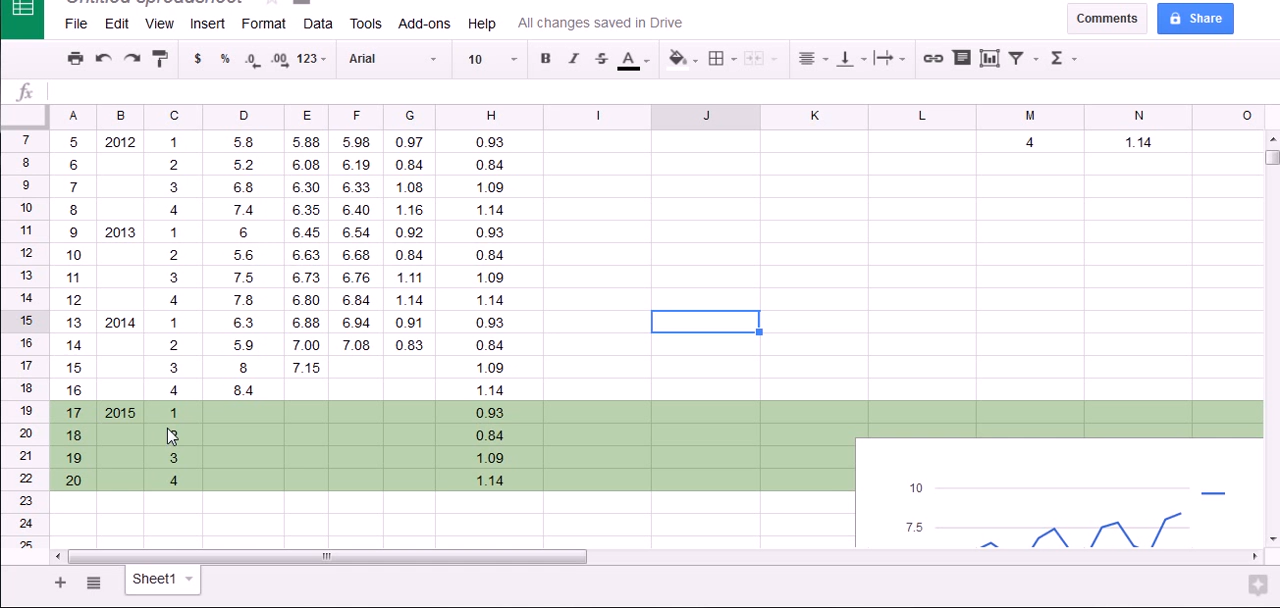 Untitled spreadsheet
File Edit View Insert Format Data Tools Add-ons Help All changes saved in Drive Comments Share
$ % .0 .00 123 Arial 10 B I S A Σ
fx
A B C D E F G H I J K L M N O
7 5 2012 1 5.8 5.88 5.98 0.97 0.93 4 1.14
8 6 2 5.2 6.08 6.19 0.84 0.84
9 7 3 6.8 6.30 6.33 1.08 1.09
10 8 4 7.4 6.35 6.40 1.16 1.14
11 9 2013 1 6 6.45 6.54 0.92 0.93
12 10 2 5.6 6.63 6.68 0.84 0.84
13 11 3 7.5 6.73 6.76 1.11 1.09
14 12 4 7.8 6.80 6.84 1.14 1.14
15 13 2014 1 6.3 6.88 6.94 0.91 0.93
16 14 2 5.9 7.00 7.08 0.83 0.84
17 15 3 8 7.15 1.09
18 16 4 8.4 1.14
19 17 2015 1 0.93
20 18 2 0.84
21 19 3 1.09
22 20 4 1.14
23
10
24
7.5
25
Sheet1